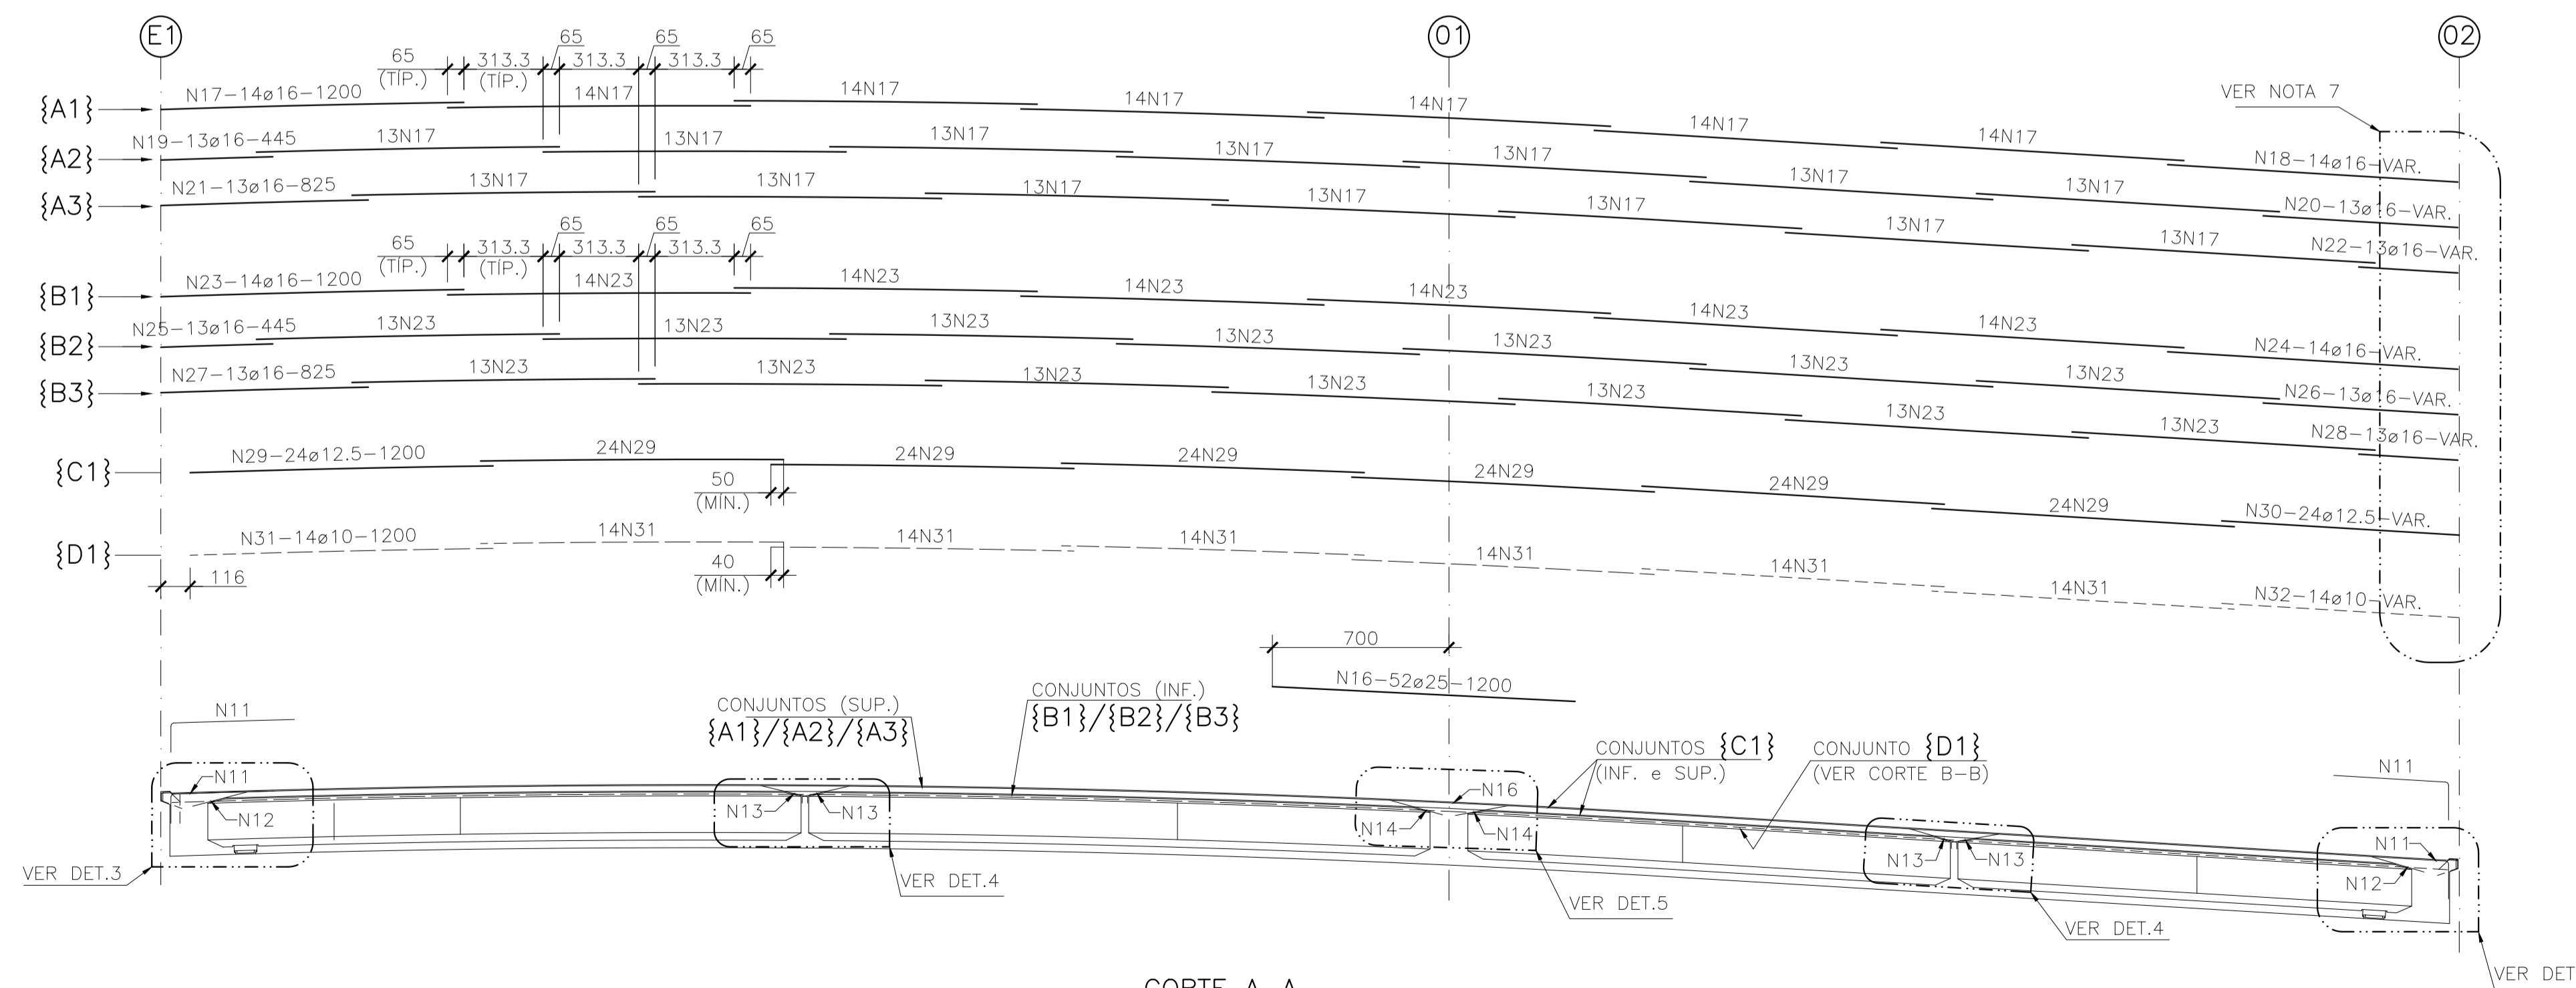 E1
01
02
65
65
65
65
(TÍP.)
313.3
(TÍP.)
313.3
313.3
VER NOTA 7
{A1}
N17-14ø16-1200
14N17
14N17
14N17
14N17
14N17
14N17
N18-14ø16-VAR.
{A2}
N19-13ø16-445
13N17
13N17
13N17
13N17
13N17
13N17
13N17
N20-13ø16-VAR.
{A3}
N21-13ø16-825
13N17
13N17
13N17
13N17
13N17
13N17
13N17
N22-13ø16-VAR.
65
65
65
65
(TÍP.)
313.3
(TÍP.)
313.3
313.3
{B1}
N23-14ø16-1200
14N23
14N23
14N23
14N23
14N23
14N23
N24-14ø16-VAR.
{B2}
N25-13ø16-445
13N23
13N23
13N23
13N23
13N23
13N23
13N23
N26-13ø16-VAR.
{B3}
N27-13ø16-825
13N23
13N23
13N23
13N23
13N23
13N23
13N23
N28-13ø16-VAR.
{C1}
N29-24ø12.5-1200
24N29
24N29
24N29
24N29
24N29
24N29
N30-24ø12.5-VAR.
50
(MÍN.)
{D1}
N31-14ø10-1200
14N31
14N31
14N31
14N31
14N31
14N31
N32-14ø10-VAR.
40
(MÍN.)
116
700
N16-52ø25-1200
N11
CONJUNTOS (SUP.)
{A1}/{A2}/{A3}
CONJUNTOS (INF.)
{B1}/{B2}/{B3}
CONJUNTOS {C1}
(INF. e SUP.)
CONJUNTO {D1}
(VER CORTE B-B)
N11
N11
N12
N13
N13
N16
N14
N14
N13
N13
N11
N12
VER DET.3
VER DET.4
VER DET.5
VER DET.4
VER DET
CORTE A-A